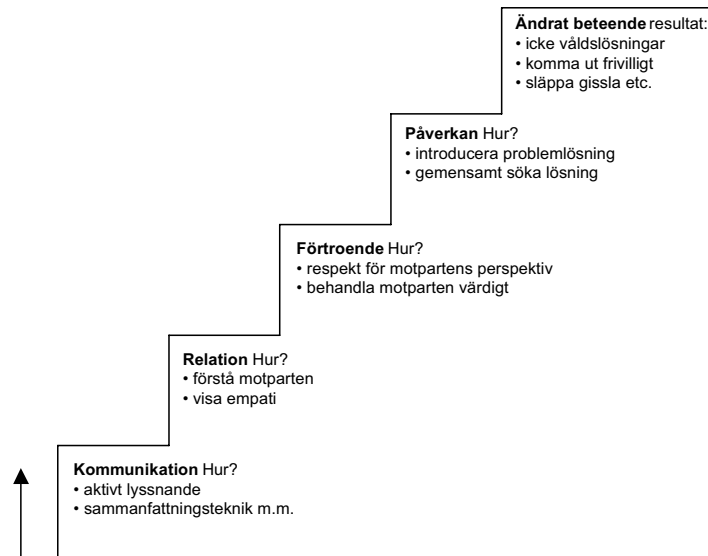 Ändrat beteende resultat:
• icke våldslösningar
• komma ut frivilligt
• släppa gissla etc.
Påverkan Hur?
• introducera problemlösning
• gemensamt söka lösning
Förtroende Hur?
• respekt för motpartens perspektiv
• behandla motparten värdigt
Relation Hur?
• förstå motparten
• visa empati
Kommunikation Hur?
• aktivt lyssnande
• sammanfattningsteknik m.m.